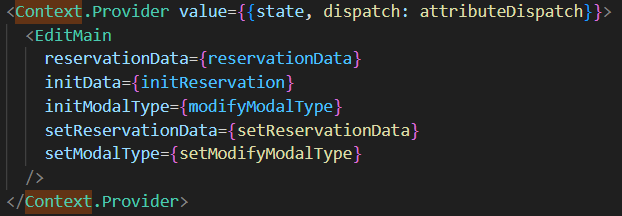 <Context.Provider value={{state, dispatch: attributeDispatch}}>
<EditMain
reservationData={reservationData}
initData={initReservation}
initModalType={modifyModalType}
setReservationData={setReservationData}
setModalType={setModifyModalType}
/>
</Context.Provider>